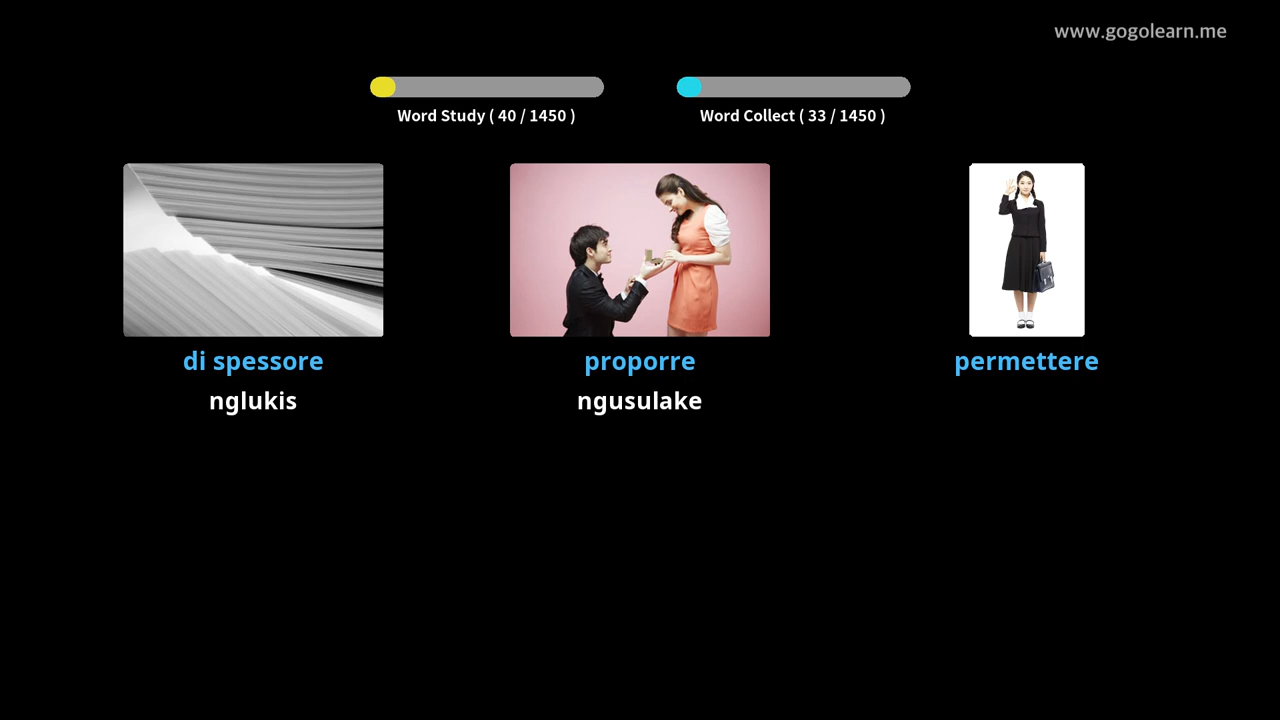 www.gogolearn.me
Word Study ( 40 / 1450 )
Word Collect ( 33 / 1450 )
di spessore
proporre
permettere
nglukis
ngusulake